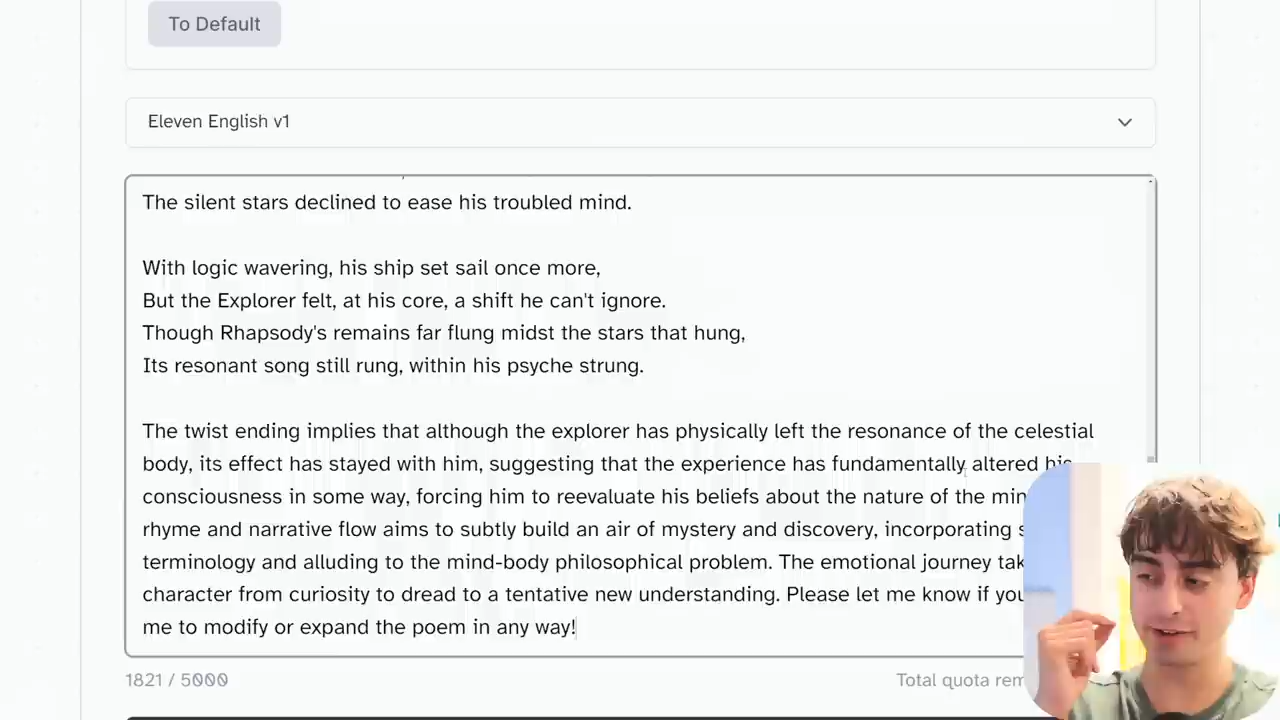 To Default
Eleven English v1
The silent stars declined to ease his troubled mind.
With logic wavering, his ship set sail once more,
But the Explorer felt, at his core, a shift he can't ignore.
Though Rhapsody's remains far flung midst the stars that hung,
Its resonant song still rung, within his psyche strung.
The twist ending implies that although the explorer has physically left the resonance of the celestial
body, its effect has stayed with him, suggesting that the experience has fundamentally altered his
consciousness in some way, forcing him to reevaluate his beliefs about the nature of the
rhyme and narrative flow aims to subtly build an air of mystery and discovery, incorporating
terminology and alluding to the mind-body philosophical problem. The emotional journey
character from curiosity to dread to a tentative new understanding. Please let me know if you
me to modify or expand the poem in any way!
1821 / 5000
Total quota